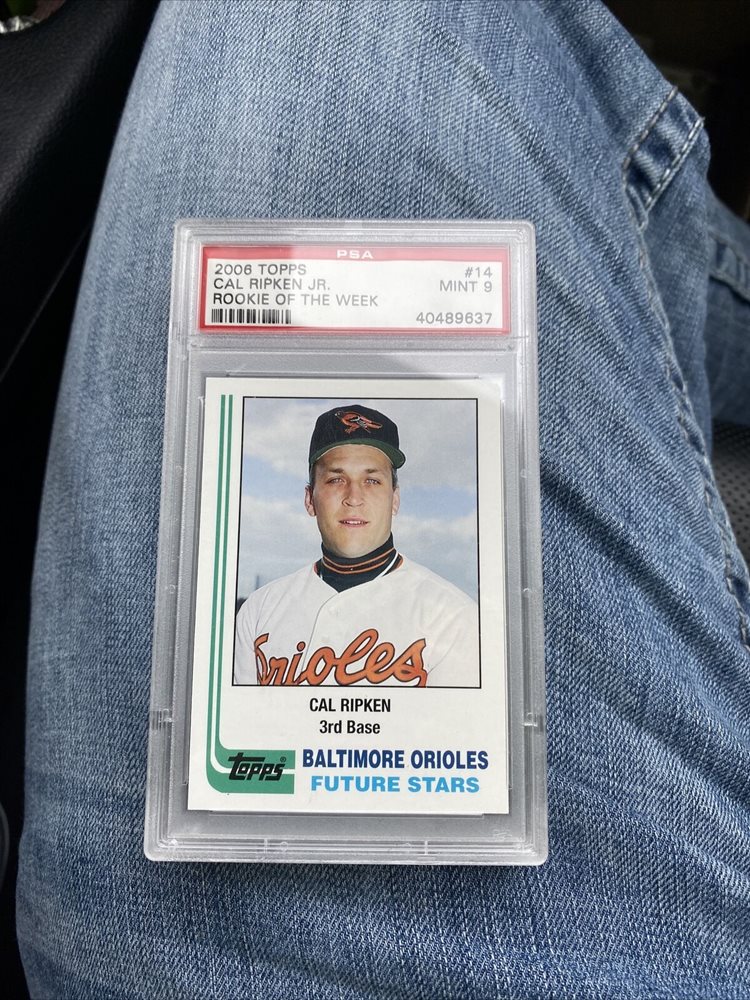 PSA
2006 TOPPS #14
CAL RIPKEN JR. MINT 9
ROOKIE OF THE WEEK
40489637
Orioles
CAL RIPKEN
3rd Base
Topps® BALTIMORE ORIOLES
FUTURE STARS